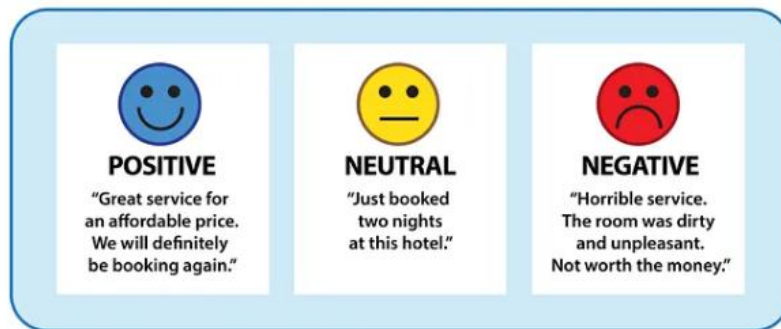 POSITIVE
"Great service for
an affordable price.
We will definitely
be booking again."
NEUTRAL
"Just booked
two nights
at this hotel."
NEGATIVE
"Horrible service.
The room was dirty
and unpleasant.
Not worth the money."